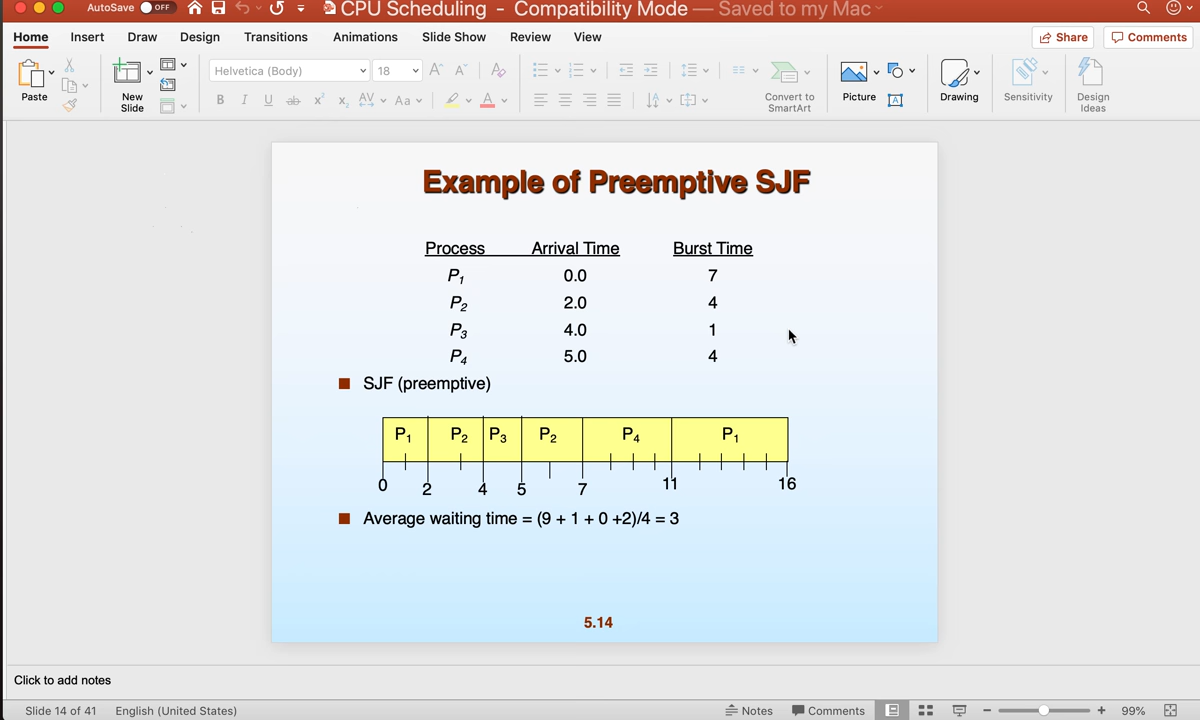 AutoSave OFF CPU Scheduling - Compatibility Mode — Saved to my Mac
Home Insert Draw Design Transitions Animations Slide Show Review View Share Comments
Helvetica (Body) 18 A A A
Paste New Slide B I U ab x² x₂ AV Aa A Convert to SmartArt Picture A Drawing Sensitivity Design Ideas
Example of Preemptive SJF
Process Arrival Time Burst Time
P₁ 0.0 7
P₂ 2.0 4
P₃ 4.0 1
P₄ 5.0 4
SJF (preemptive)
P₁ P₂ P₃ P₂ P₄ P₁
0 2 4 5 7 11 16
Average waiting time = (9 + 1 + 0 +2)/4 = 3
5.14
Click to add notes
Slide 14 of 41 English (United States) Notes Comments 99%